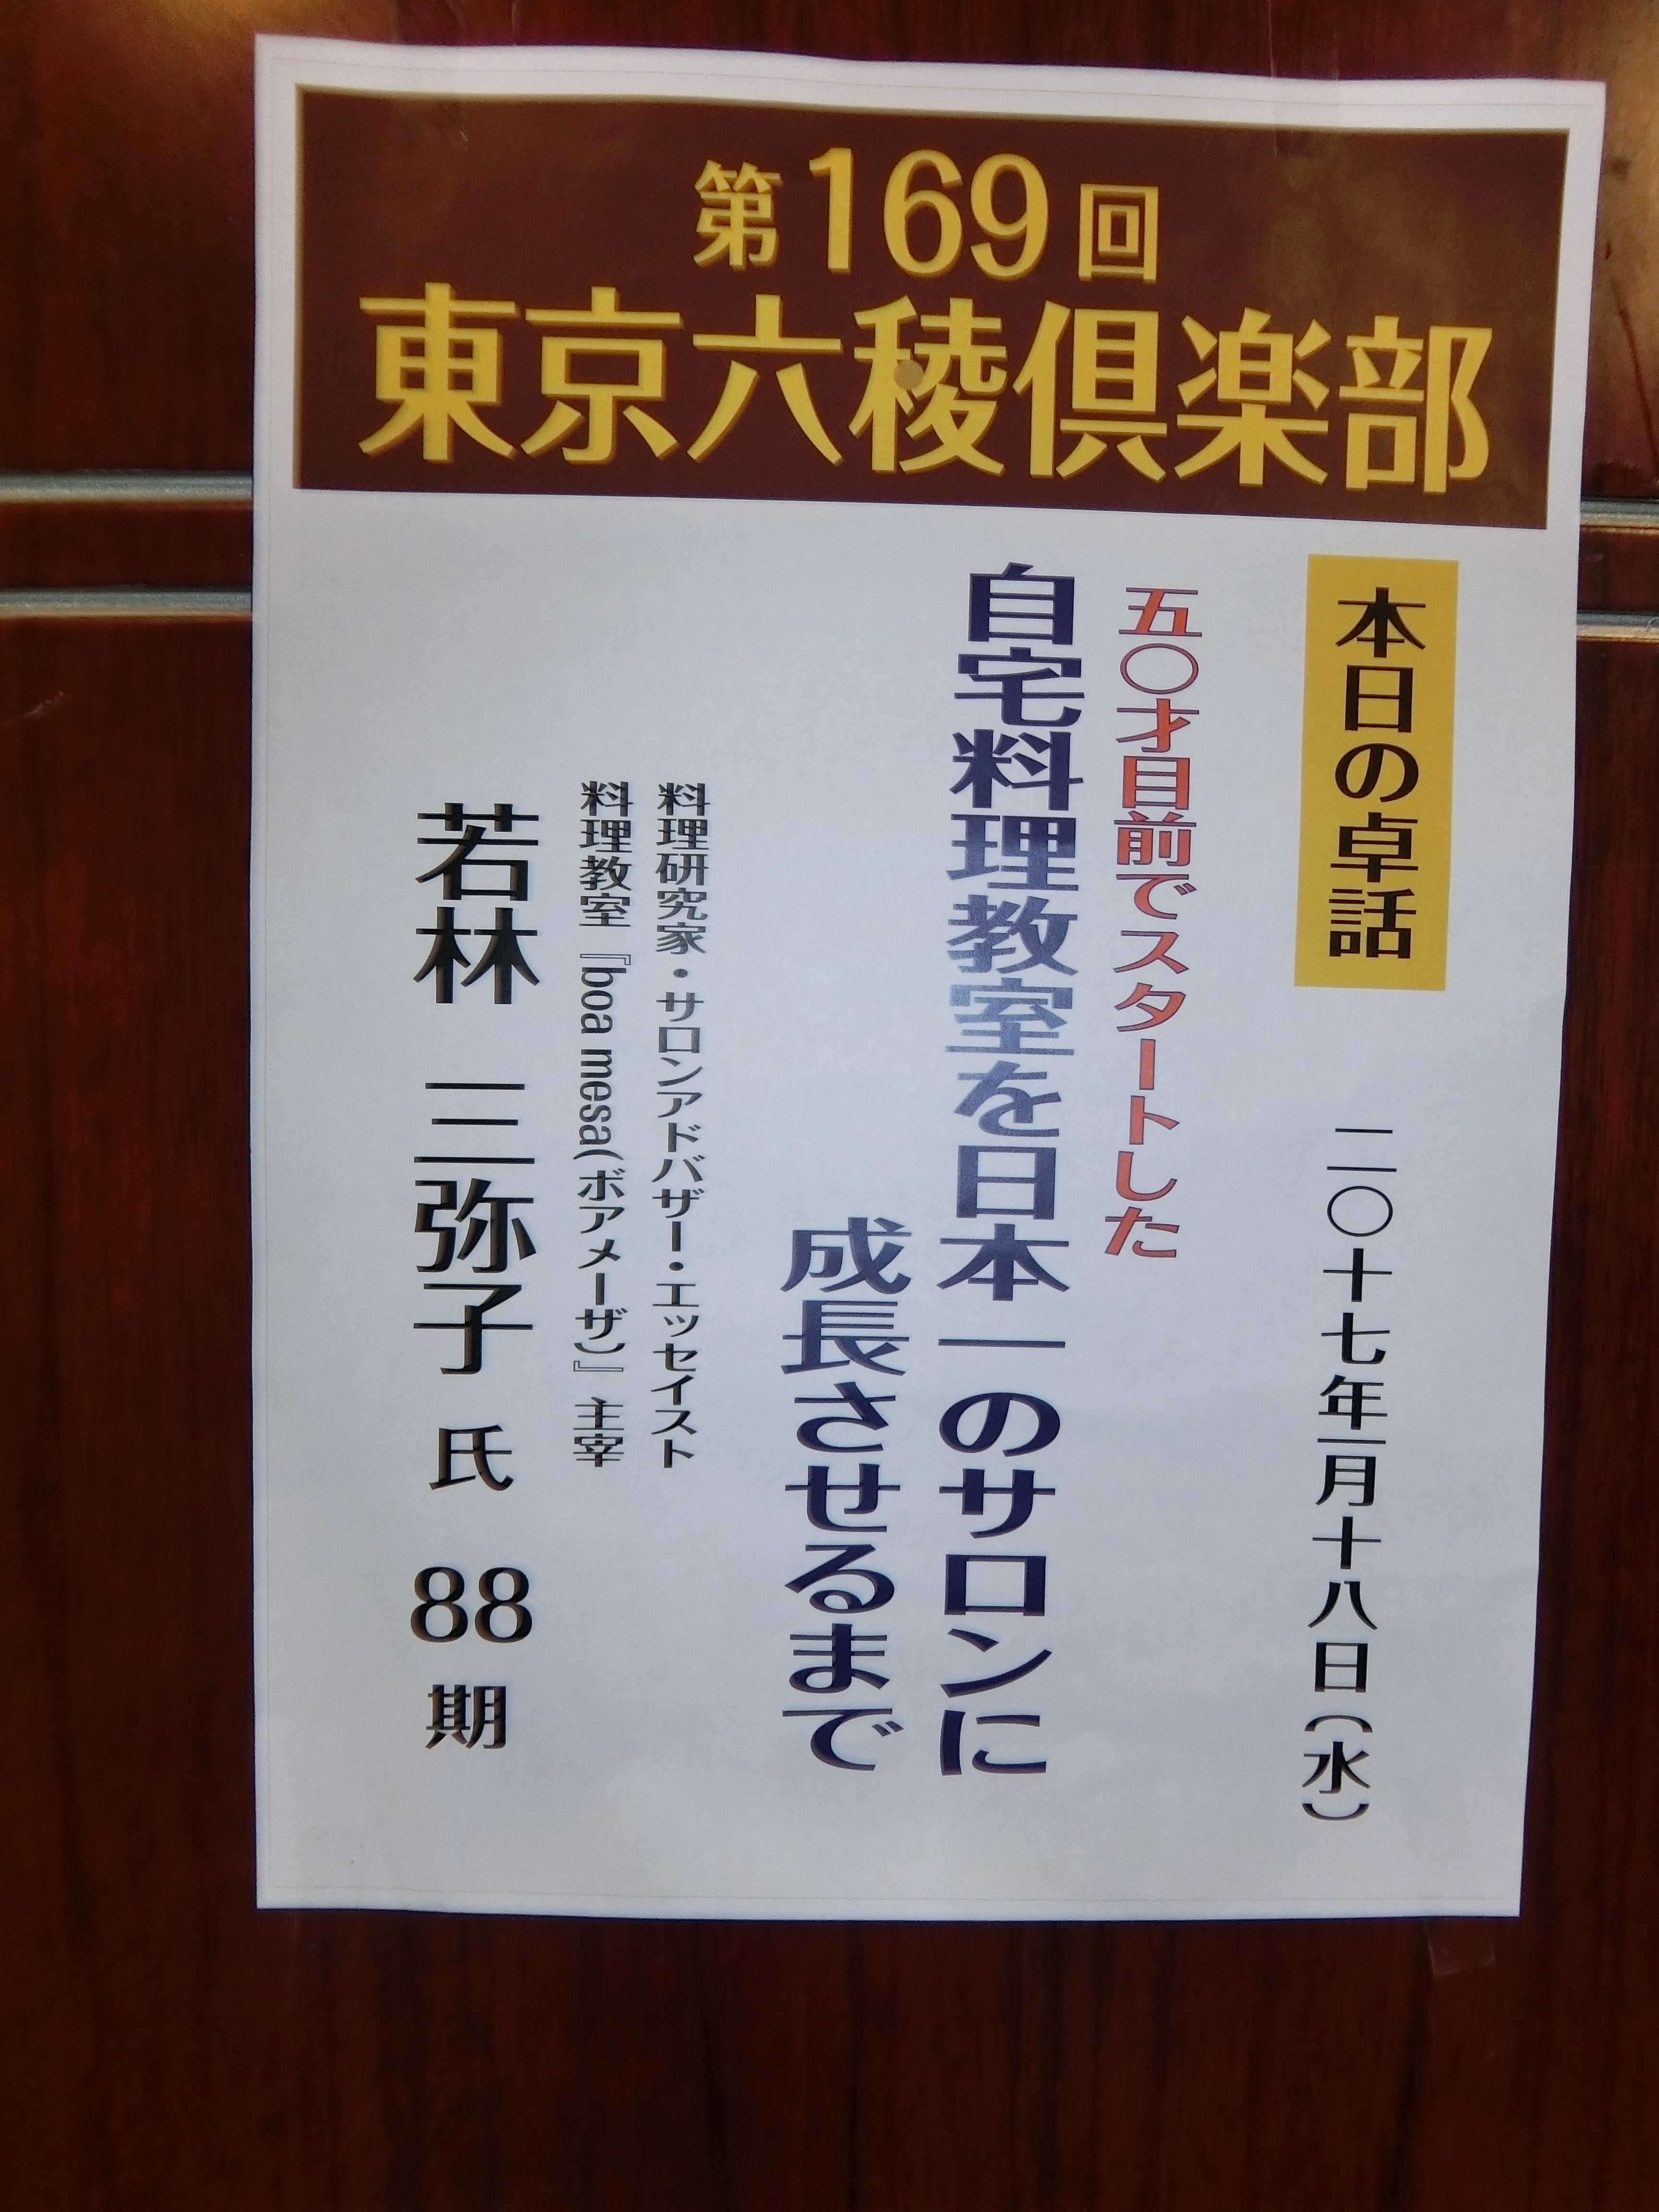 第169回
東京六稜倶楽部
本日の卓話
二〇十七年一月十八日(水)
五〇才目前でスタートした
自宅料理教室を日本一のサロンに
成長させるまで
料理研究家・サロンアドバザー・エッセイスト
料理教室『boa mesa(ボアメーザ)』主宰
若林 三弥子 氏 88 期